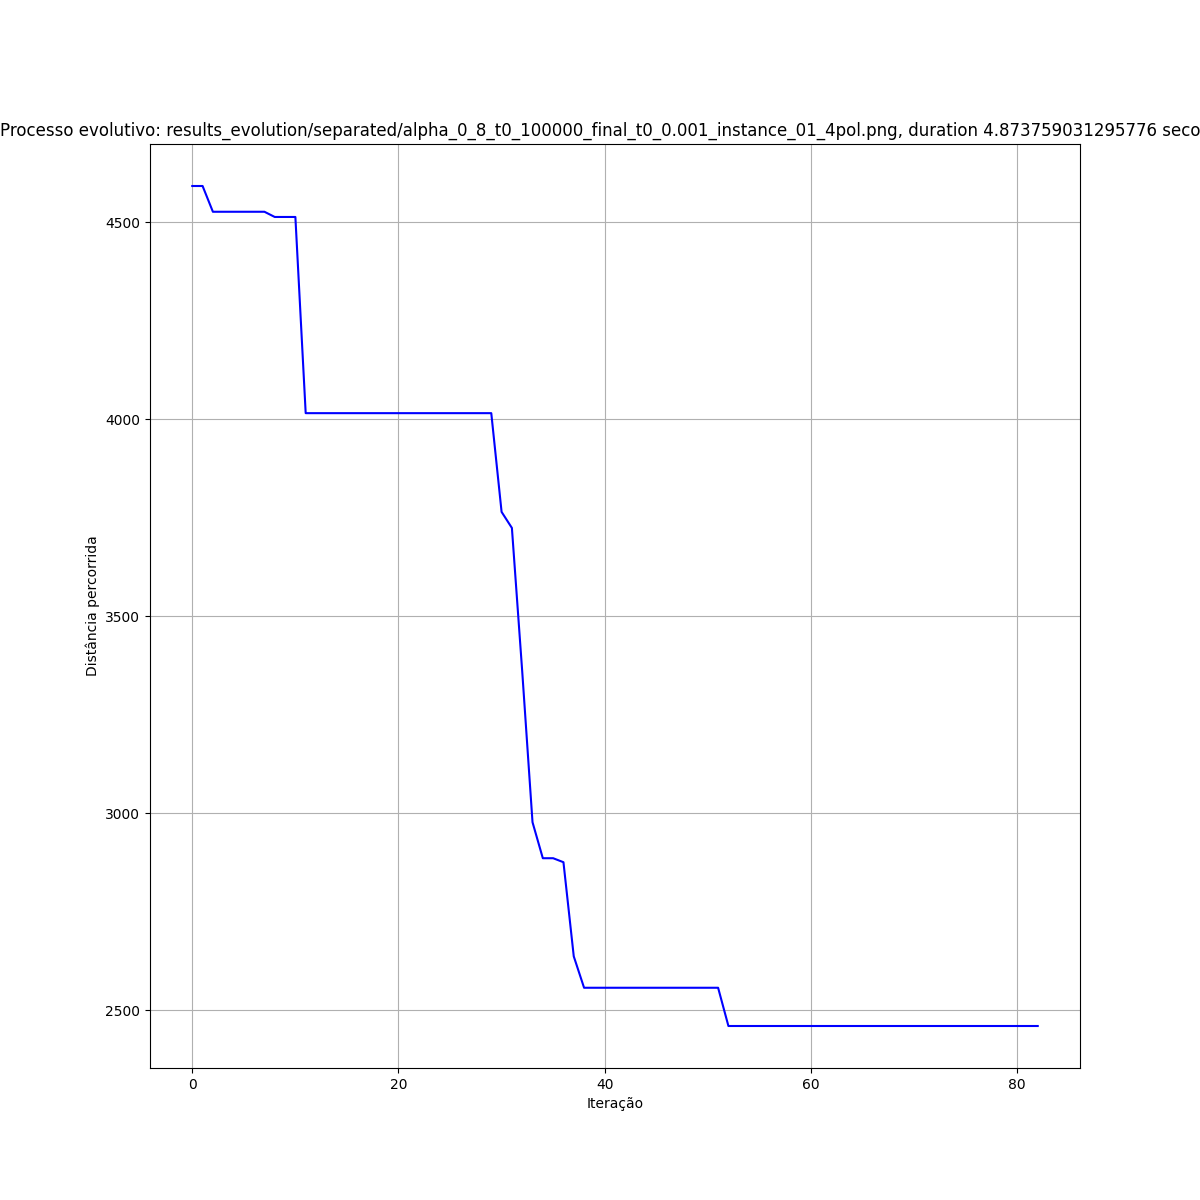 Processo evolutivo: results_evolution/separated/alpha_0_8_t0_100000_final_t0_0.001_instance_01_4pol.png, duration 4.873759031295776 seco
4500
4000
3500
3000
2500
Distância percorrida
0 20 40 60 80
Iteração